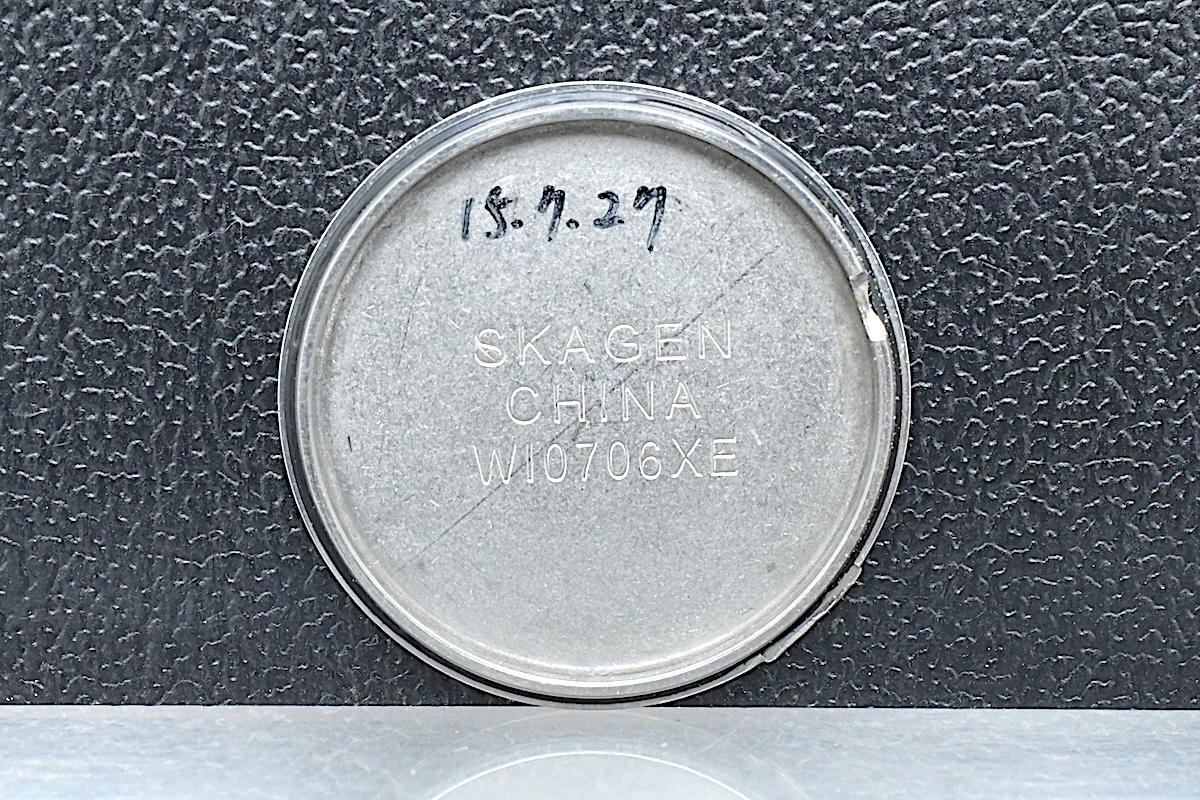 15.7.27
SKAGEN
CHINA
WI0706XE